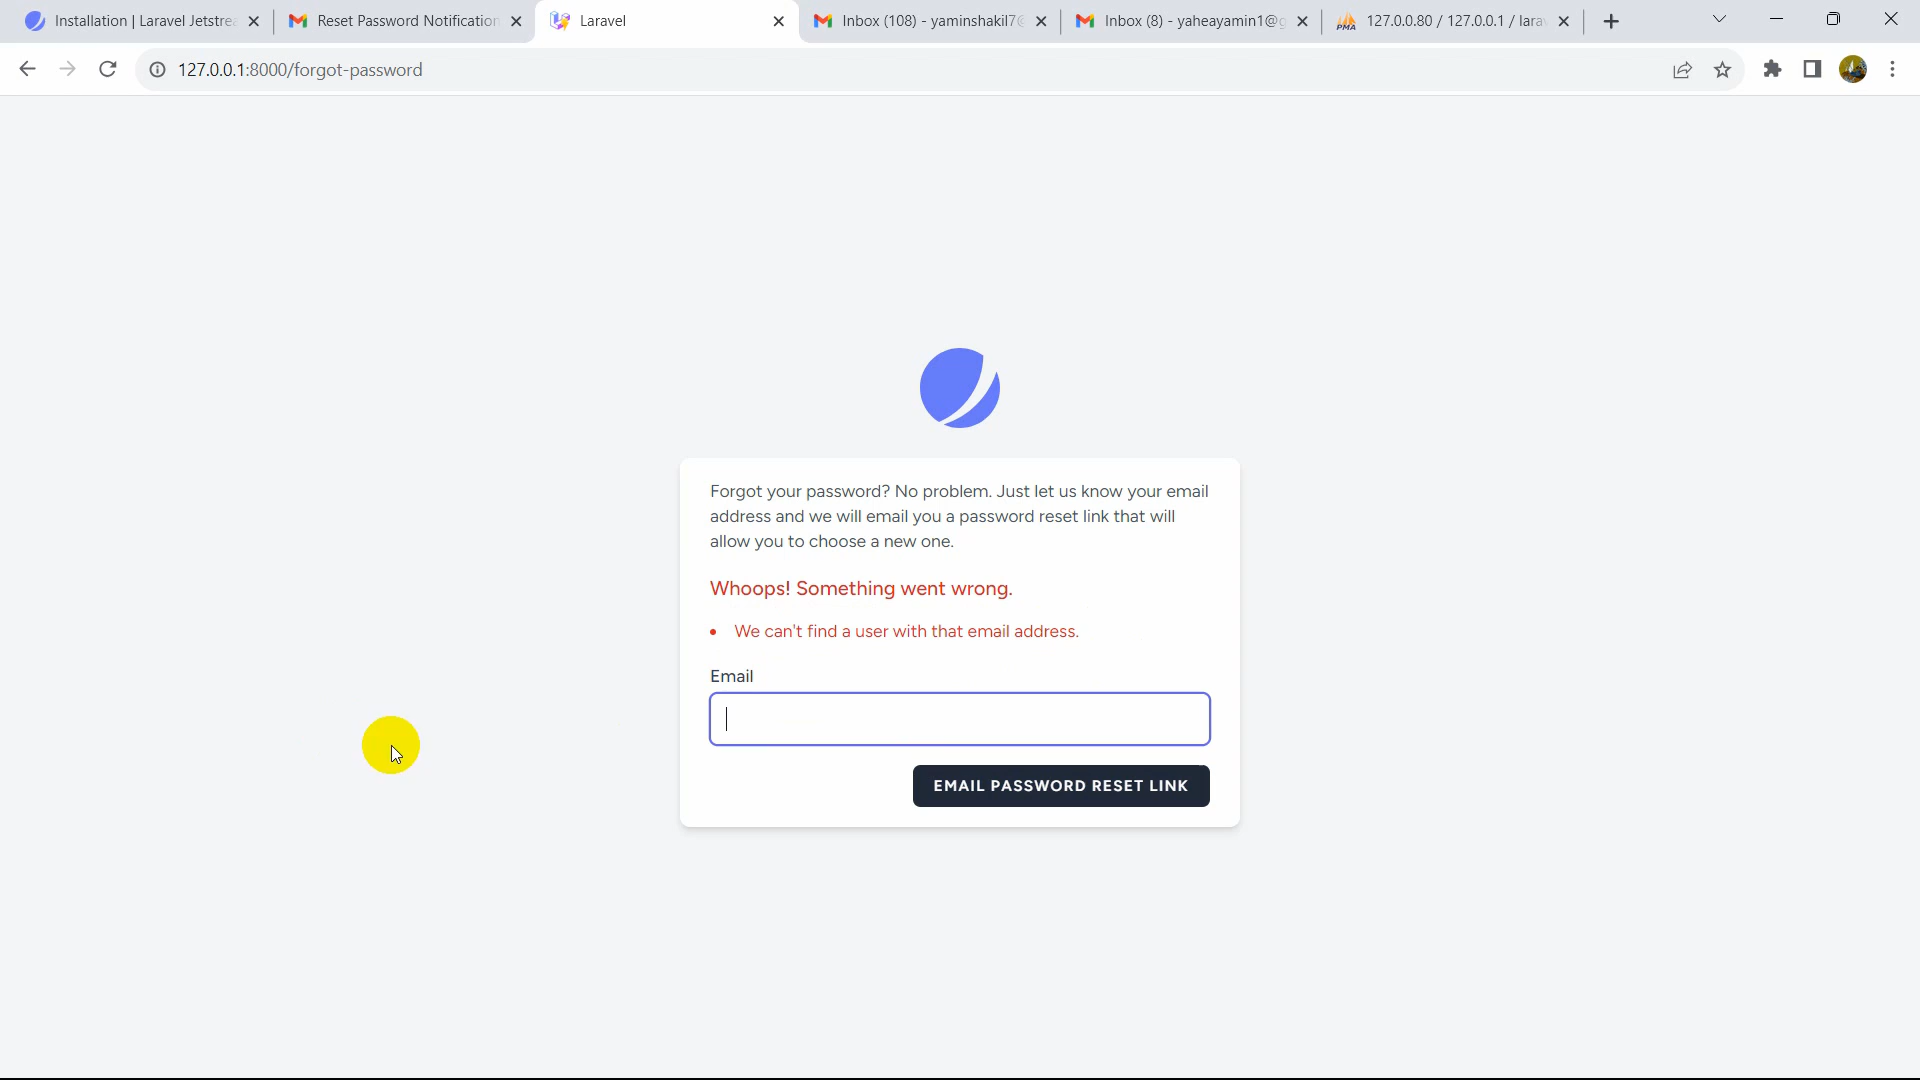 Installation | Laravel Jetstre
Reset Password Notification
Laravel
Inbox (108) - yaminshakil7
Inbox (8) - yaheayamin1@g
PMA
127.0.0.80 / 127.0.0.1 / lara
127.0.0.1:8000/forgot-password
Forgot your password? No problem. Just let us know your email
address and we will email you a password reset link that will
allow you to choose a new one.
Whoops! Something went wrong.
• We can't find a user with that email address.
Email
EMAIL PASSWORD RESET LINK